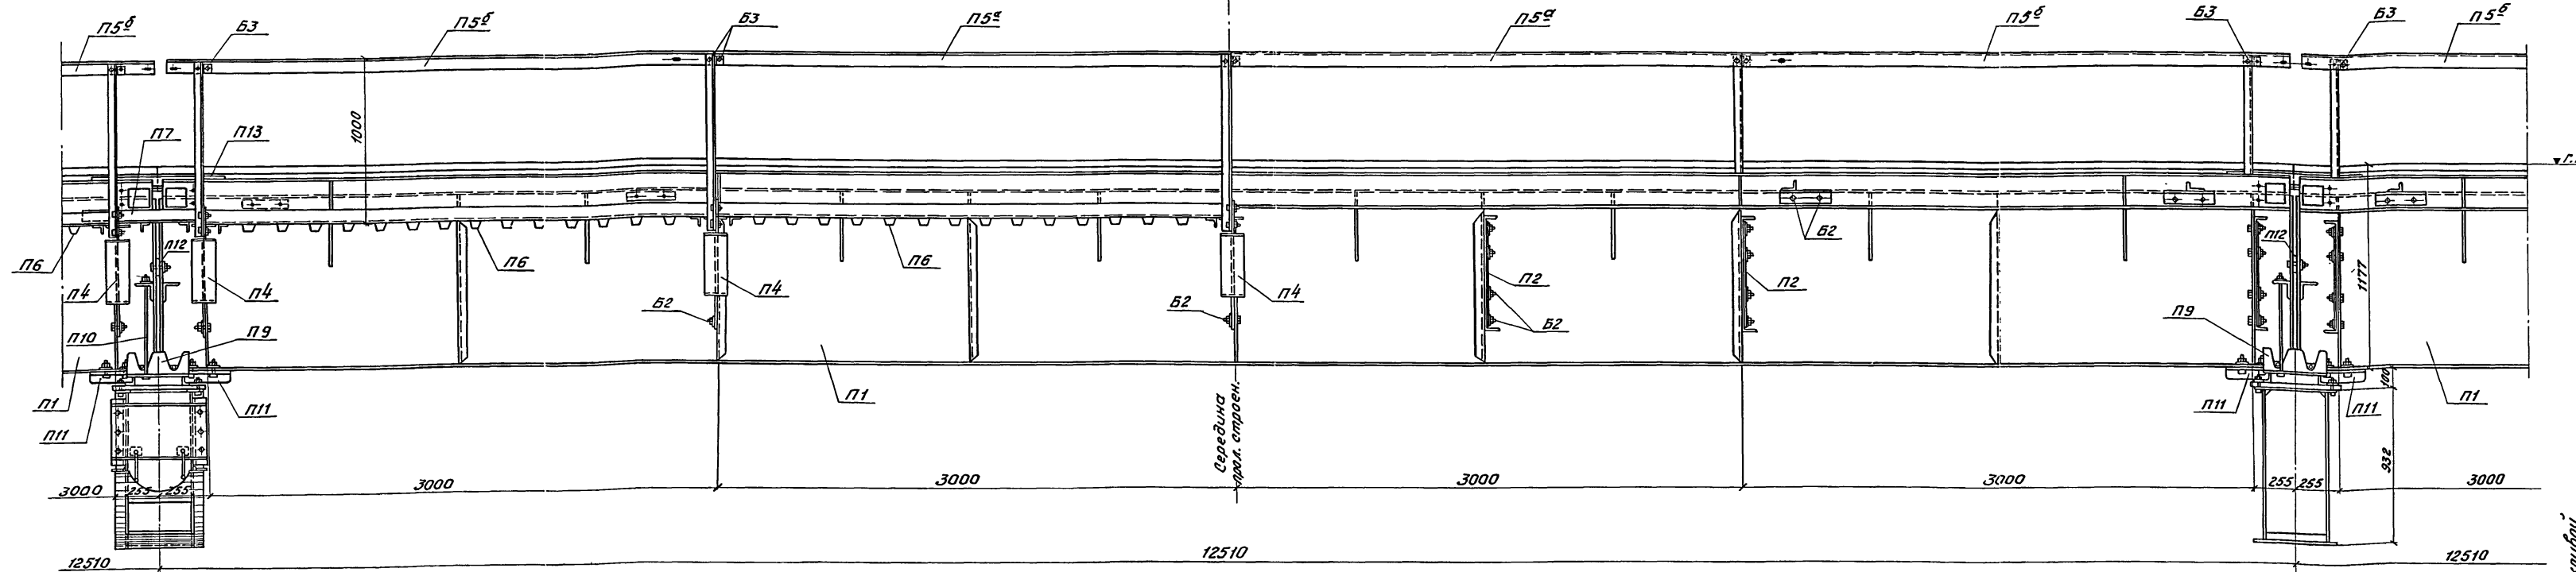 П5б
Б3
П5б
Б3
П5а
П5а
П5б
Б3
Б3
П5б
1000
П7
П13
П6
П4
П12
П4
П6
П6
Б2
П4
Б2
П4
П2
Б2
Б2
П2
П12
1177
П9
П10
П9
П1
П11
П11
П1
Середина
прол. строен.
П11
П11
100
П1
932
3000
255
255
3000
3000
3000
3000
255
255
3000
12510
12510
12510